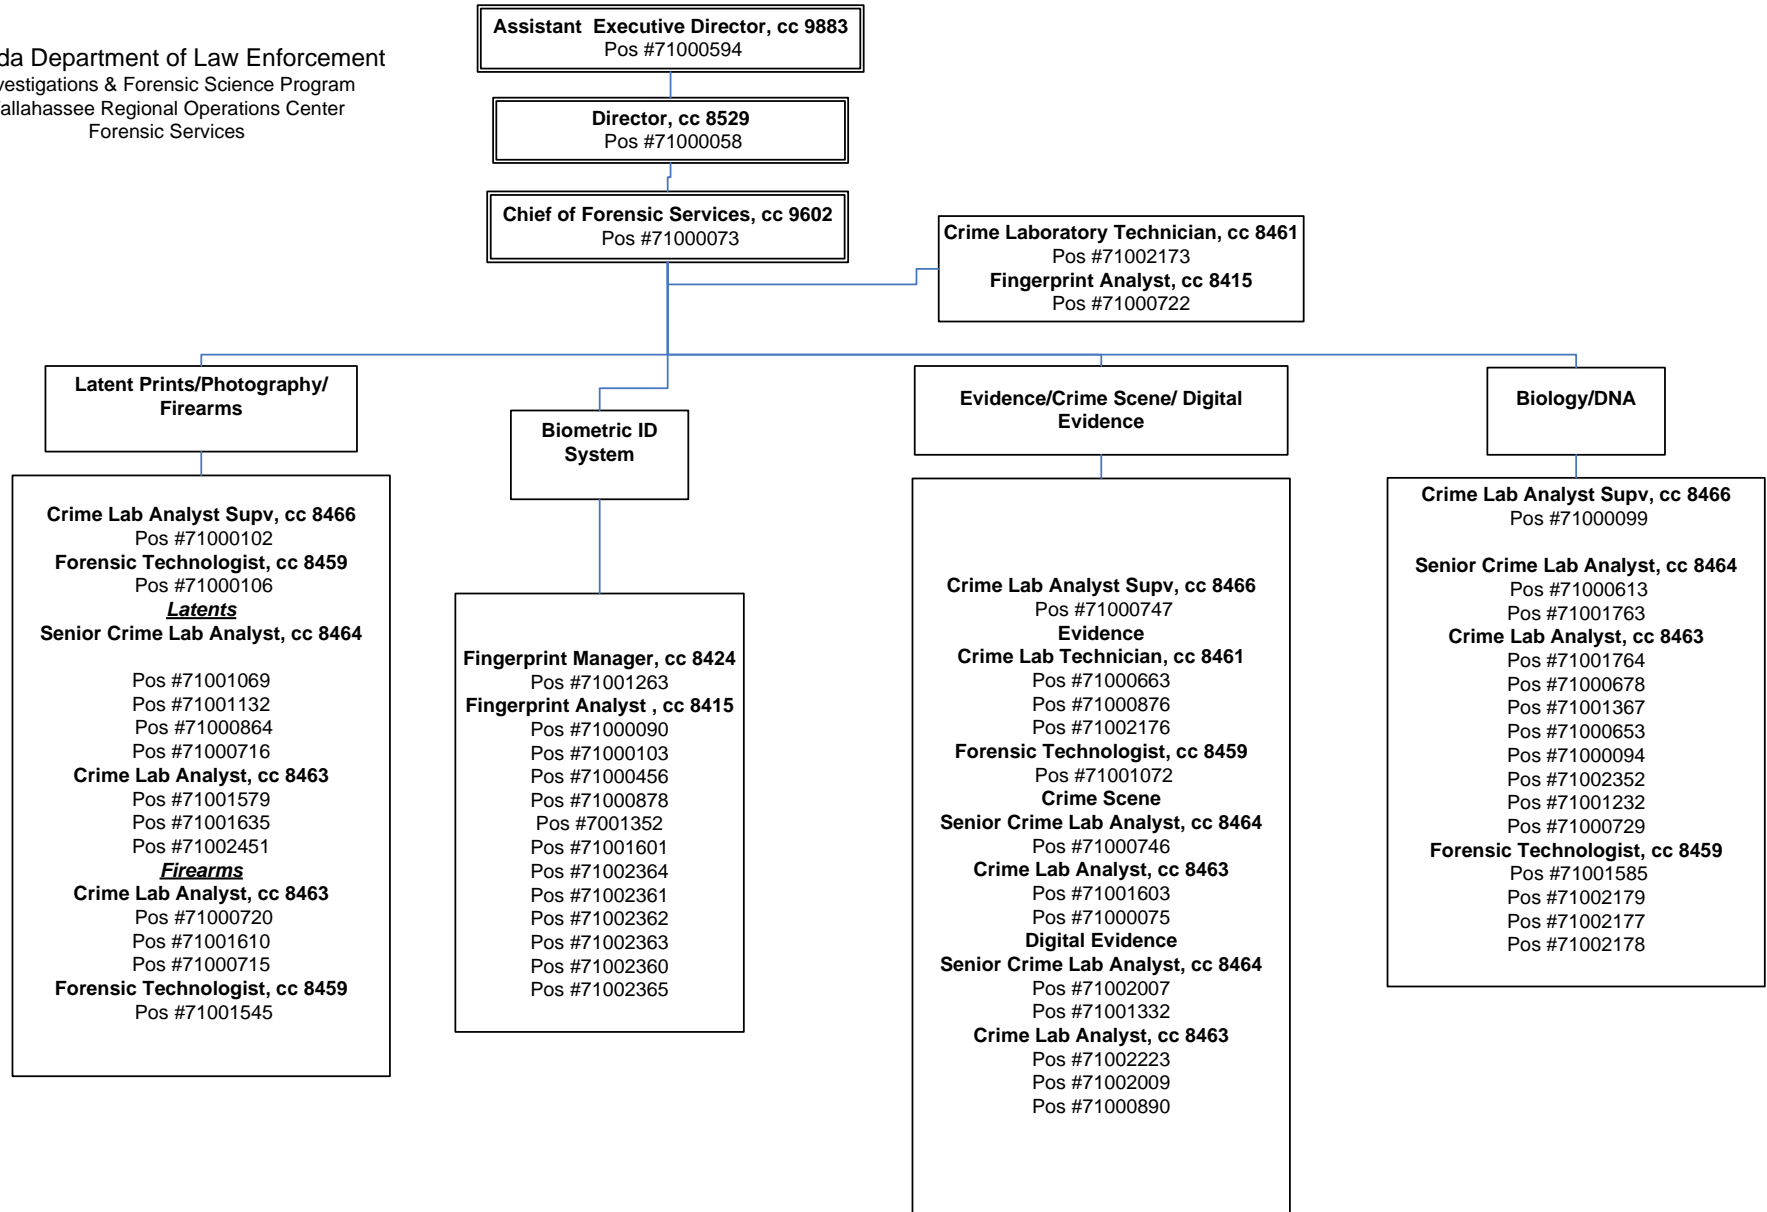 da Department of Law Enforcement
vestigations & Forensic Science Program
allahassee Regional Operations Center
Forensic Services
Assistant Executive Director, cc 9883
Pos #71000594
Director, cc 8529
Pos #71000058
Chief of Forensic Services, cc 9602
Pos #71000073
Crime Laboratory Technician, cc 8461
Pos #71002173
Fingerprint Analyst, cc 8415
Pos #71000722
Latent Prints/Photography/
Firearms
Crime Lab Analyst Supv, cc 8466
Pos #71000102
Forensic Technologist, cc 8459
Pos #71000106
Latents
Senior Crime Lab Analyst, cc 8464
Pos #71001069
Pos #71001132
Pos #71000864
Pos #71000716
Crime Lab Analyst, cc 8463
Pos #71001579
Pos #71001635
Pos #71002451
Firearms
Crime Lab Analyst, cc 8463
Pos #71000720
Pos #71001610
Pos #71000715
Forensic Technologist, cc 8459
Pos #71001545
Biometric ID
System
Fingerprint Manager, cc 8424
Pos #71001263
Fingerprint Analyst , cc 8415
Pos #71000090
Pos #71000103
Pos #71000456
Pos #71000878
Pos #7001352
Pos #71001601
Pos #71002364
Pos #71002361
Pos #71002362
Pos #71002363
Pos #71002360
Pos #71002365
Evidence/Crime Scene/ Digital
Evidence
Crime Lab Analyst Supv, cc 8466
Pos #71000747
Evidence
Crime Lab Technician, cc 8461
Pos #71000663
Pos #71000876
Pos #71002176
Forensic Technologist, cc 8459
Pos #71001072
Crime Scene
Senior Crime Lab Analyst, cc 8464
Pos #71000746
Crime Lab Analyst, cc 8463
Pos #71001603
Pos #71000075
Digital Evidence
Senior Crime Lab Analyst, cc 8464
Pos #71002007
Pos #71001332
Crime Lab Analyst, cc 8463
Pos #71002223
Pos #71002009
Pos #71000890
Biology/DNA
Crime Lab Analyst Supv, cc 8466
Pos #71000099
Senior Crime Lab Analyst, cc 8464
Pos #71000613
Pos #71001763
Crime Lab Analyst, cc 8463
Pos #71001764
Pos #71000678
Pos #71001367
Pos #71000653
Pos #71000094
Pos #71002352
Pos #71001232
Pos #71000729
Forensic Technologist, cc 8459
Pos #71001585
Pos #71002179
Pos #71002177
Pos #71002178